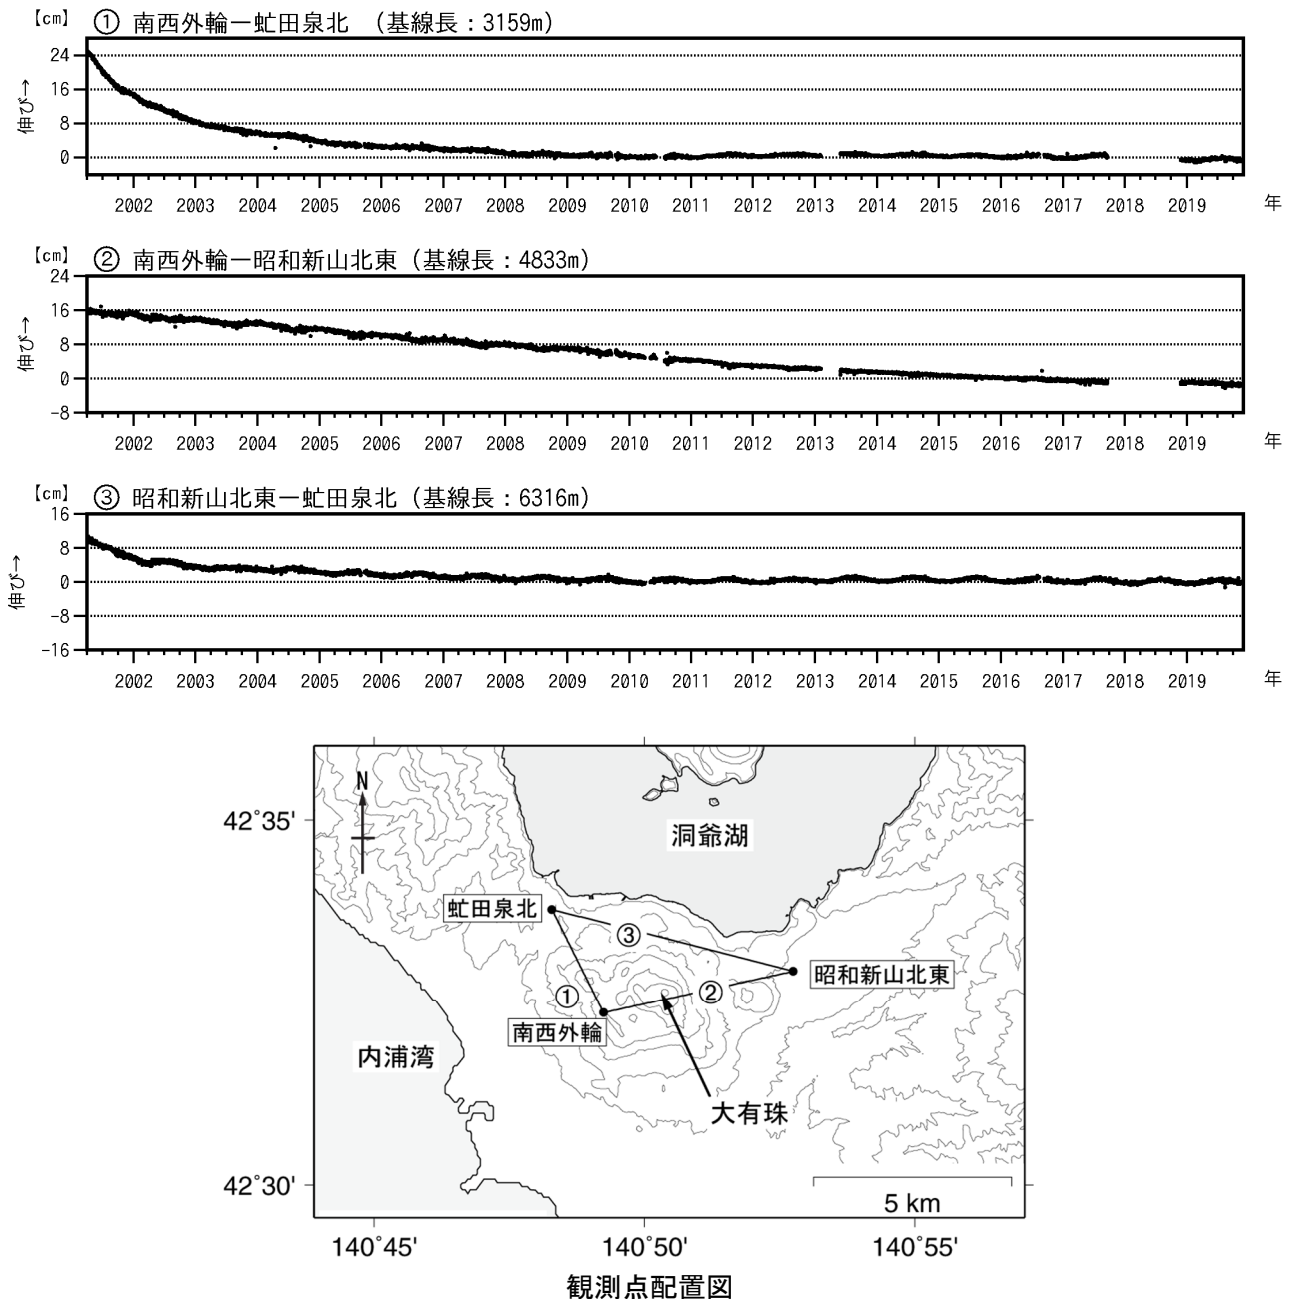 【cm】 ① 南西外輪ー虻田泉北 （基線長：3159m）
24
16
8
0
伸び→
2002 2003 2004 2005 2006 2007 2008 2009 2010 2011 2012 2013 2014 2015 2016 2017 2018 2019 年
【cm】 ② 南西外輪ー昭和新山北東（基線長：4833m）
24
16
8
0
-8
伸び→
2002 2003 2004 2005 2006 2007 2008 2009 2010 2011 2012 2013 2014 2015 2016 2017 2018 2019 年
【cm】 ③ 昭和新山北東ー虻田泉北（基線長：6316m）
16
8
0
-8
-16
伸び→
2002 2003 2004 2005 2006 2007 2008 2009 2010 2011 2012 2013 2014 2015 2016 2017 2018 2019 年
N
42°35'
洞爺湖
虻田泉北
③
昭和新山北東
①
②
南西外輪
内浦湾
大有珠
42°30'
5 km
140°45' 140°50' 140°55'
観測点配置図